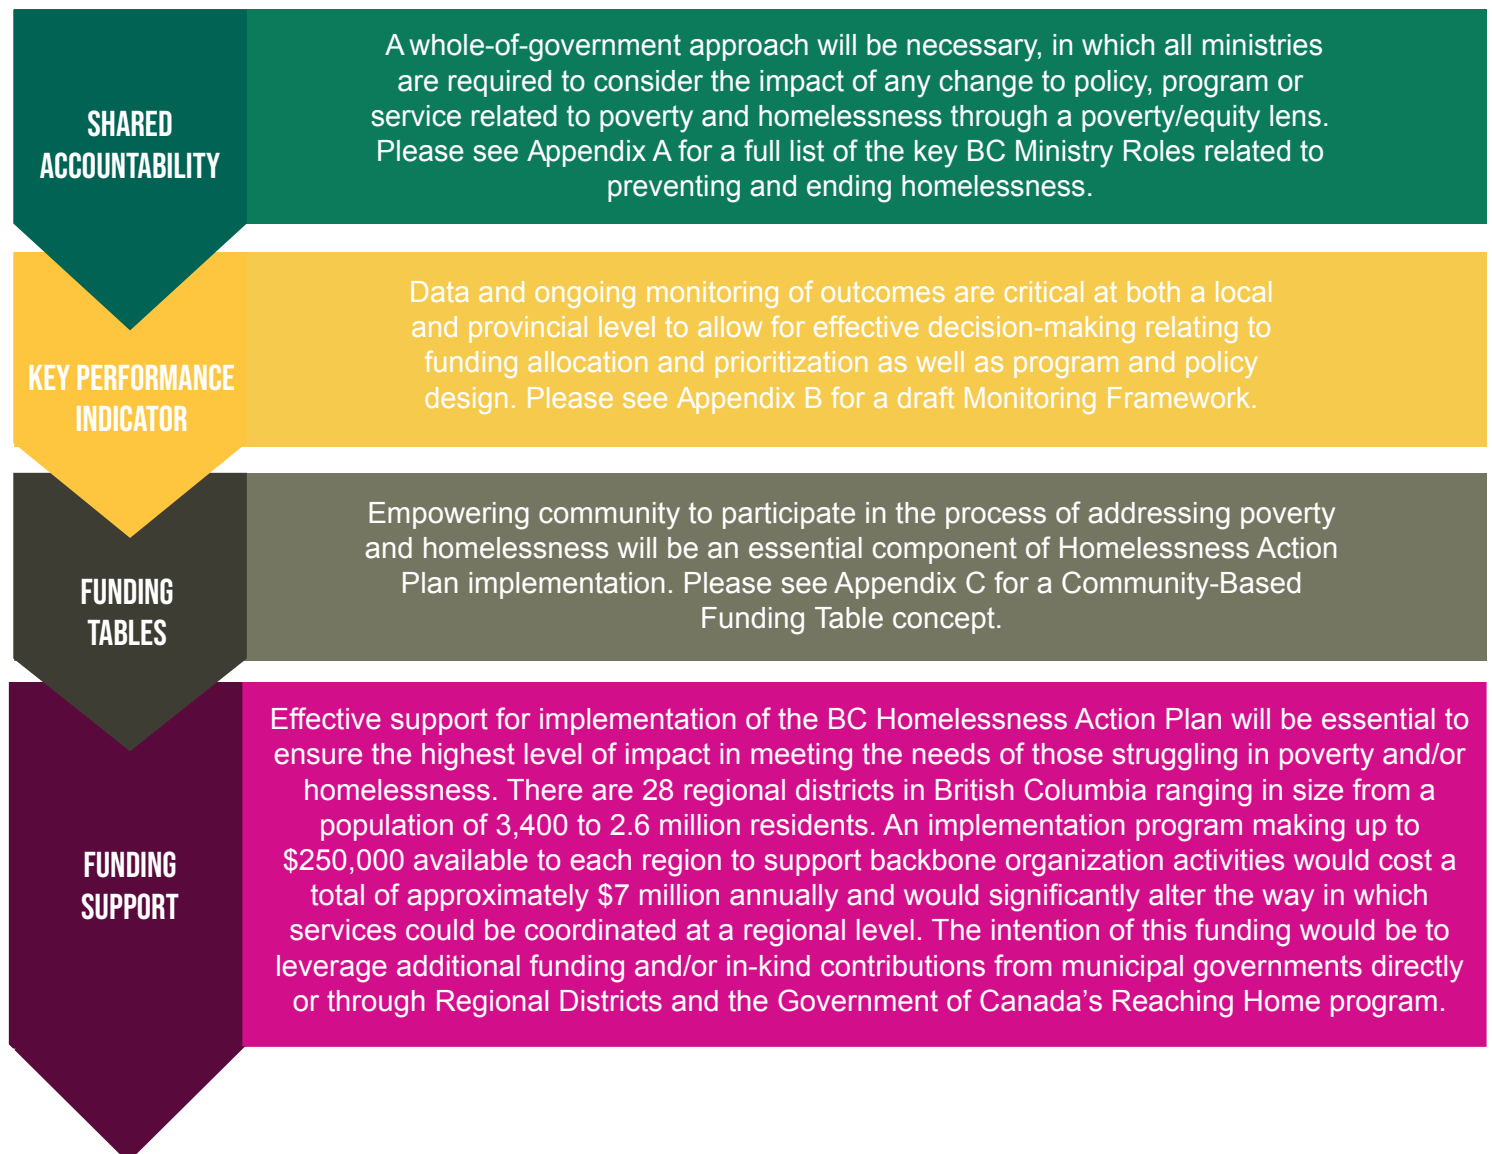 SHARED
ACCOUNTABILITY
A whole-of-government approach will be necessary, in which all ministries
are required to consider the impact of any change to policy, program or
service related to poverty and homelessness through a poverty/equity lens.
Please see Appendix A for a full list of the key BC Ministry Roles related to
preventing and ending homelessness.
KEY PERFORMANCE
INDICATOR
Data and ongoing monitoring of outcomes are critical at both a local
and provincial level to allow for effective decision-making relating to
funding allocation and prioritization as well as program and policy
design. Please see Appendix B for a draft Monitoring Framework.
FUNDING
TABLES
Empowering community to participate in the process of addressing poverty
and homelessness will be an essential component of Homelessness Action
Plan implementation. Please see Appendix C for a Community-Based
Funding Table concept.
FUNDING
SUPPORT
Effective support for implementation of the BC Homelessness Action Plan will be essential to
ensure the highest level of impact in meeting the needs of those struggling in poverty and/or
homelessness. There are 28 regional districts in British Columbia ranging in size from a
population of 3,400 to 2.6 million residents. An implementation program making up to
$250,000 available to each region to support backbone organization activities would cost a
total of approximately $7 million annually and would significantly alter the way in which
services could be coordinated at a regional level. The intention of this funding would be to
leverage additional funding and/or in-kind contributions from municipal governments directly
or through Regional Districts and the Government of Canada's Reaching Home program.